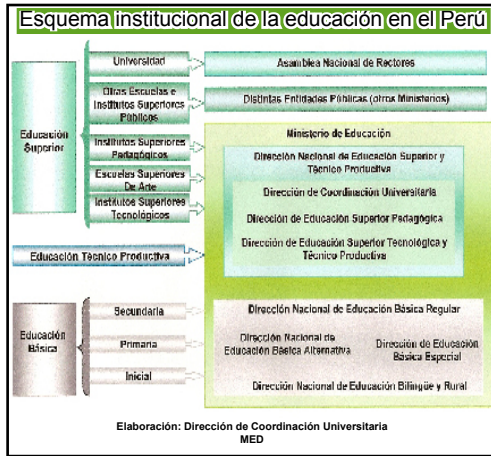 Esquema institucional de la educación en el Perú
Educación
Superior
Universidad
Asamblea Nacional de Rectores
Otras Escuelas e
Institutos Superiores
Públicos
Distintas Entidades Públicas (otros Ministerios)
Institutos Superiores
Pedagógicos
Escuelas Superiores
De Arte
Institutos Superiores
Tecnológicos
Ministerio de Educación
Dirección Nacional de Educación Superior y
Técnico Productiva
Dirección de Coordinación Universitaria
Dirección de Educación Superior Pedagógica
Dirección de Educación Superior Tecnológica y
Técnico Productiva
Educación Técnico Productiva
Educación
Básica
Secundaria
Primaria
Inicial
Dirección Nacional de Educación Básica Regular
Dirección Nacional de
Educación Básica Alternativa
Dirección de Educación
Básica Especial
Dirección Nacional de Educación Bilingüe y Rural
Elaboración: Dirección de Coordinación Universitaria
MED